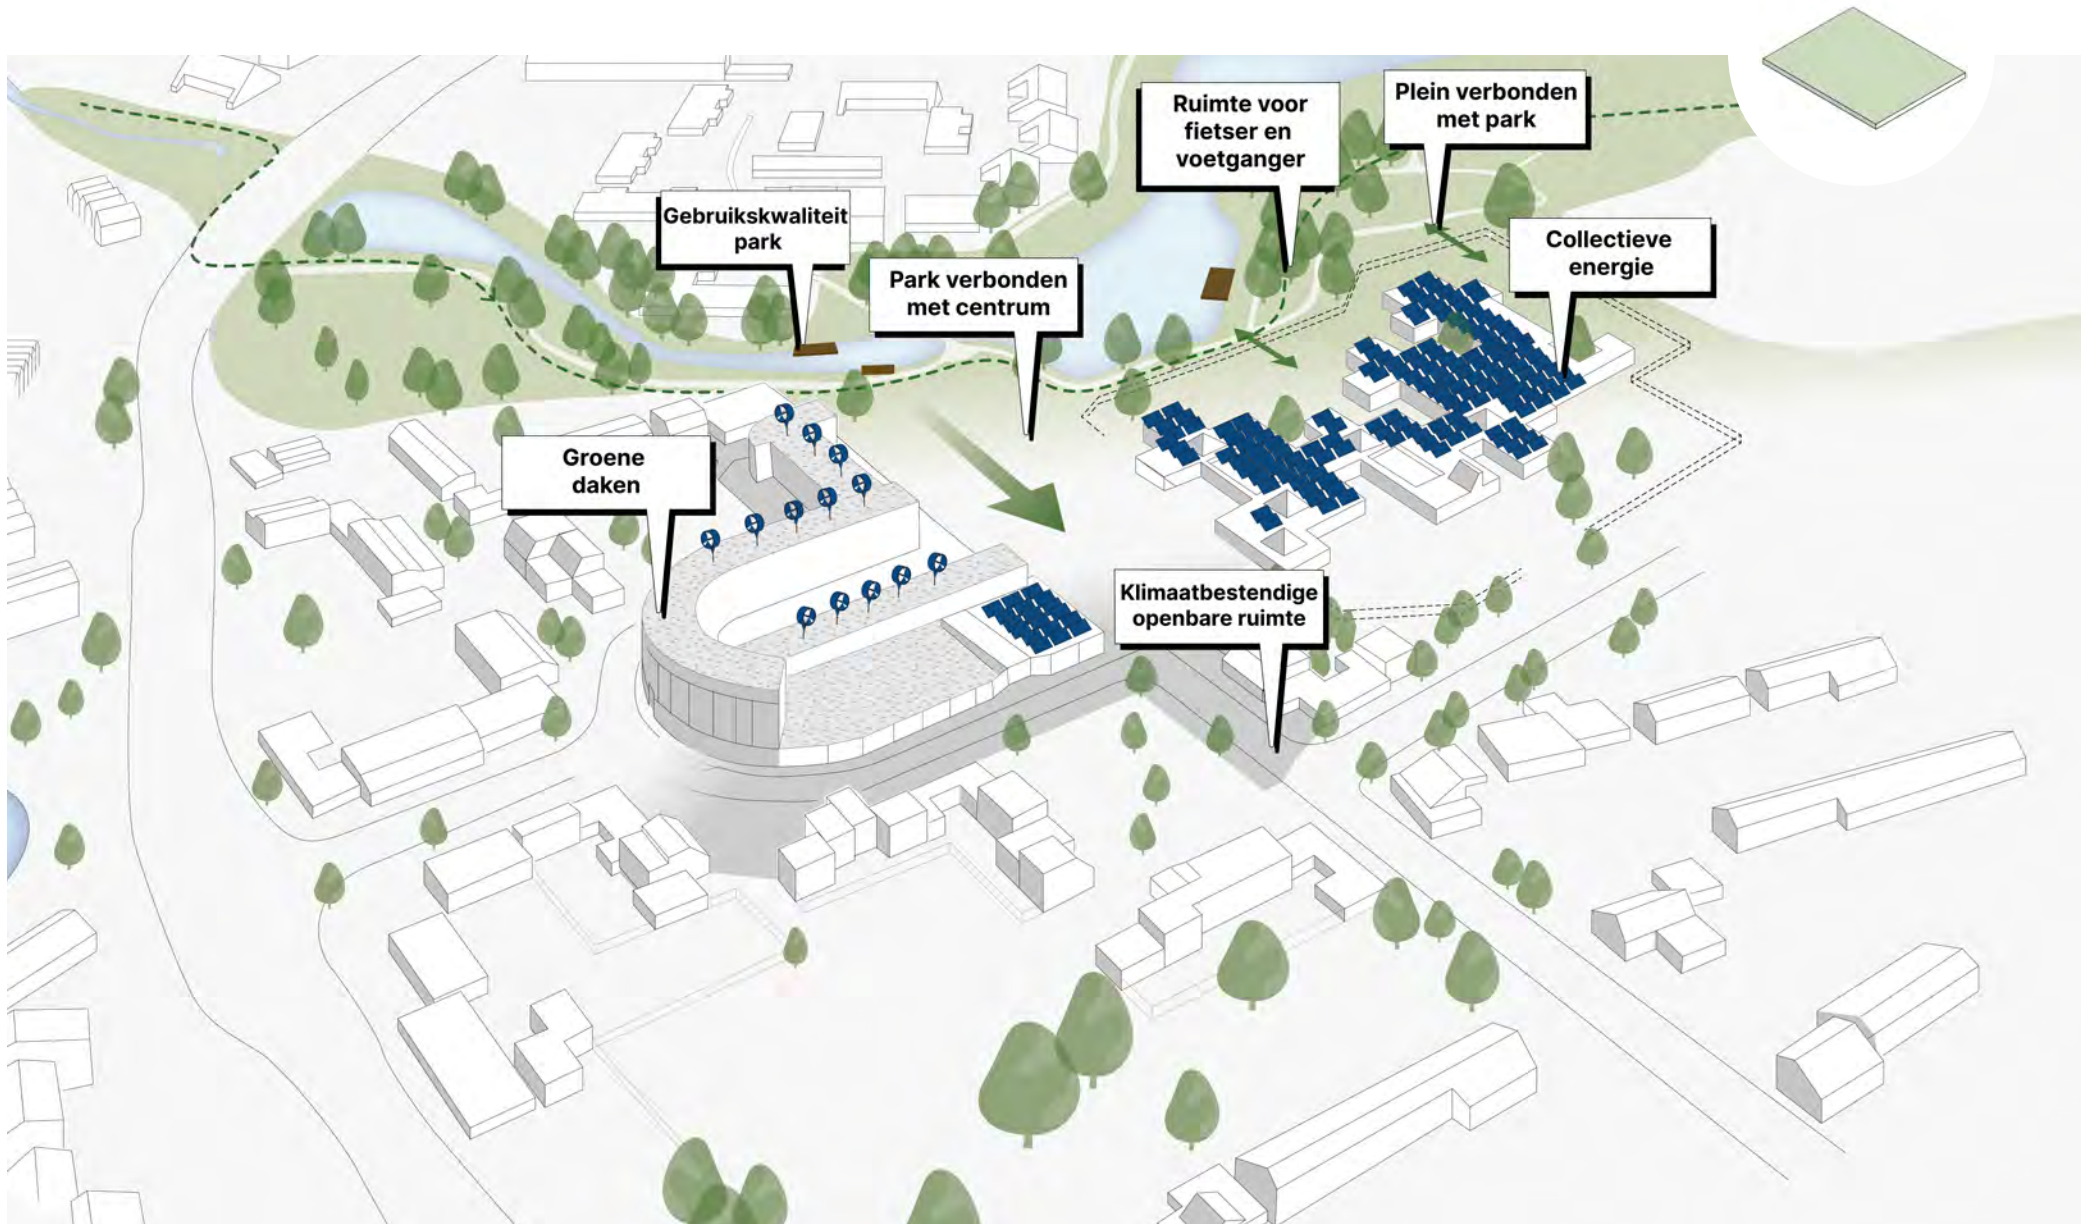 Plein verbonden
met park
Ruimte voor
fietser en
voetganger
Gebruikskwaliteit
park
Collectieve
energie
Park verbonden
met centrum
Groene
daken
Klimaatbestendige
openbare ruimte